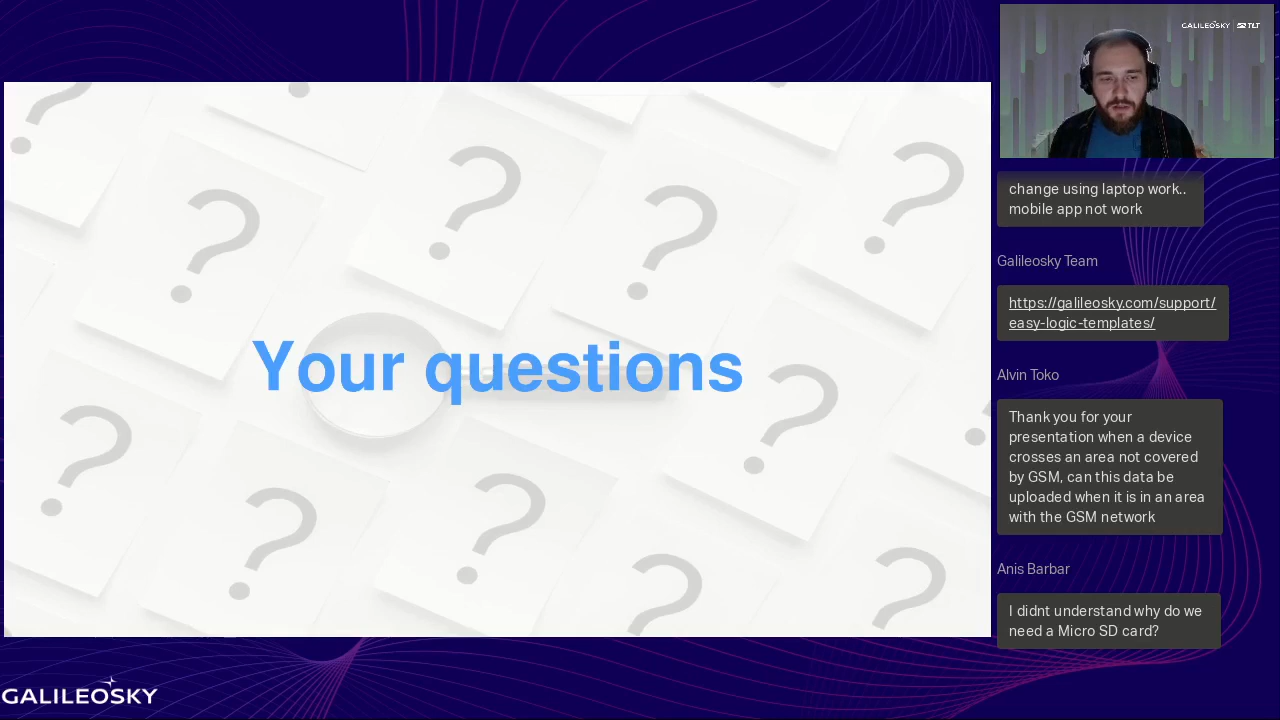 GALILEOSKY
TLT
Your questions
change using laptop work..
mobile app not work
Galileosky Team
https://galileosky.com/support/
easy-logic-templates/
Alvin Toko
Thank you for your
presentation when a device
crosses an area not covered
by GSM, can this data be
uploaded when it is in an area
with the GSM network
Anis Barbar
I didnt understand why do we
need a Micro SD card?
GALILEOSKY